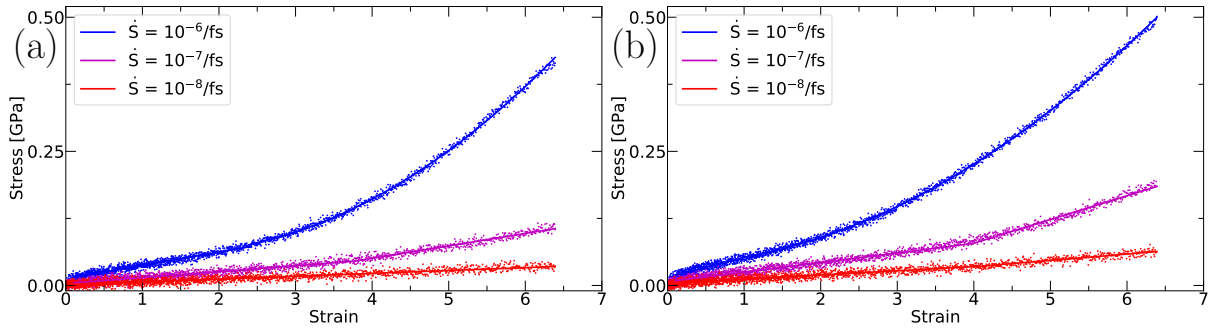 (a)
Ṡ = 10⁻⁶/fs
Ṡ = 10⁻⁷/fs
Ṡ = 10⁻⁸/fs
Stress [GPa]
0.50
0.25
0.00
0 1 2 3 4 5 6 7
Strain
(b)
Ṡ = 10⁻⁶/fs
Ṡ = 10⁻⁷/fs
Ṡ = 10⁻⁸/fs
Stress [GPa]
0.50
0.25
0.00
0 1 2 3 4 5 6 7
Strain